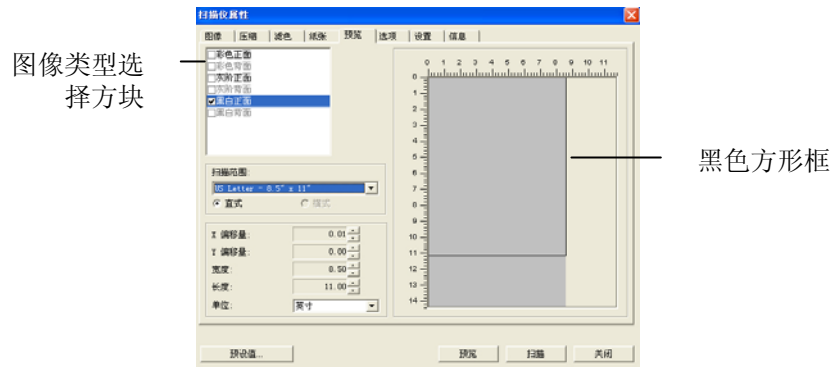 扫描仪属性
图像 压缩 滤色 纸张 预览 选项 设置 信息
图像类型选
择方块
彩色正面
彩色背面
灰阶正面
灰阶背面
黑白正面
黑白背面
扫描范围:
US Letter - 8.5" x 11"
直式 横式
X 偏移量: 0.01
Y 偏移量: 0.00
宽度: 8.50
长度: 11.00
单位: 英寸
0 1 2 3 4 5 6 7 8 9 10 11
0
1
2
3
4
5
6
7
8
9
10
11
12
13
14
黑色方形框
预设值... 预览 扫描 关闭